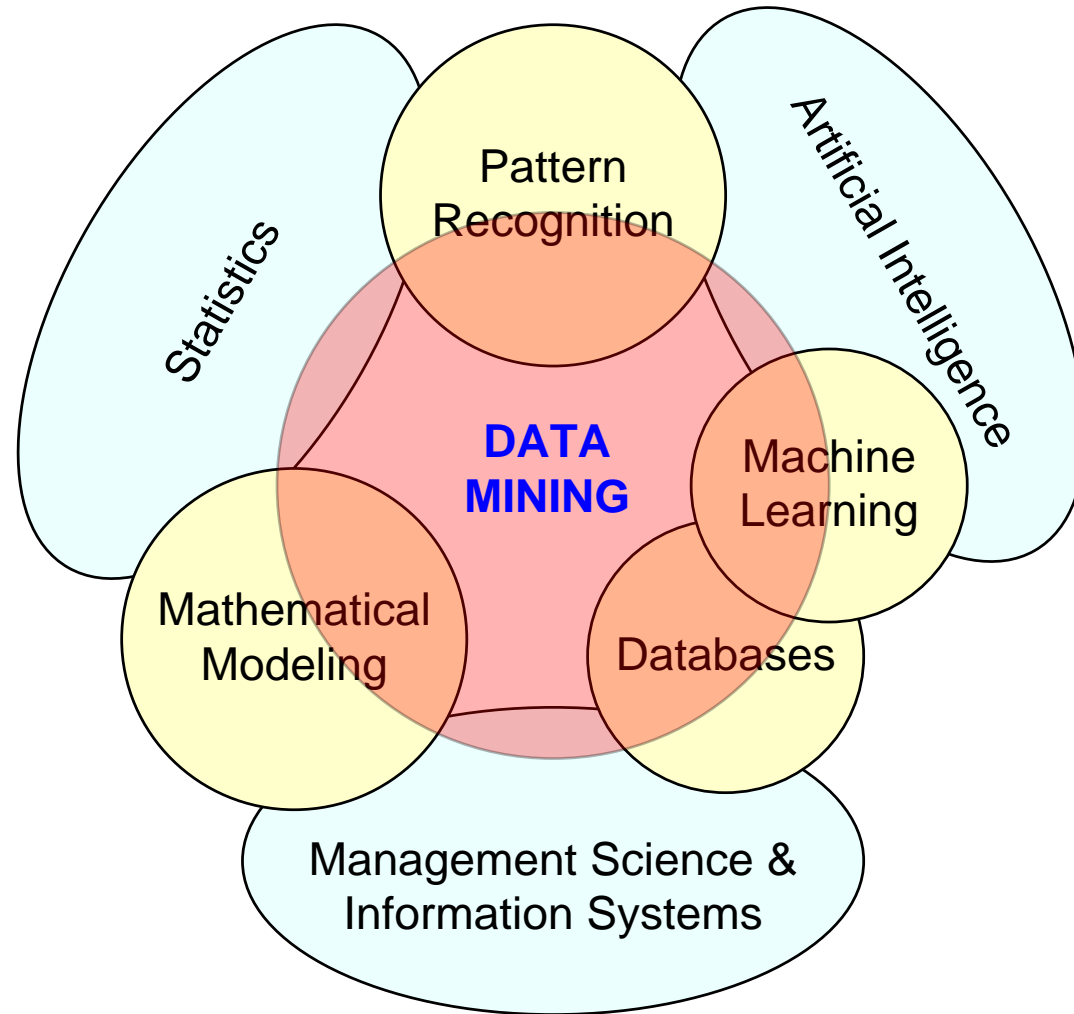 Pattern
Recognition
Artificial Intelligence
Statistics
DATA
MINING
Machine
Learning
Mathematical
Modeling
Databases
Management Science &
Information Systems